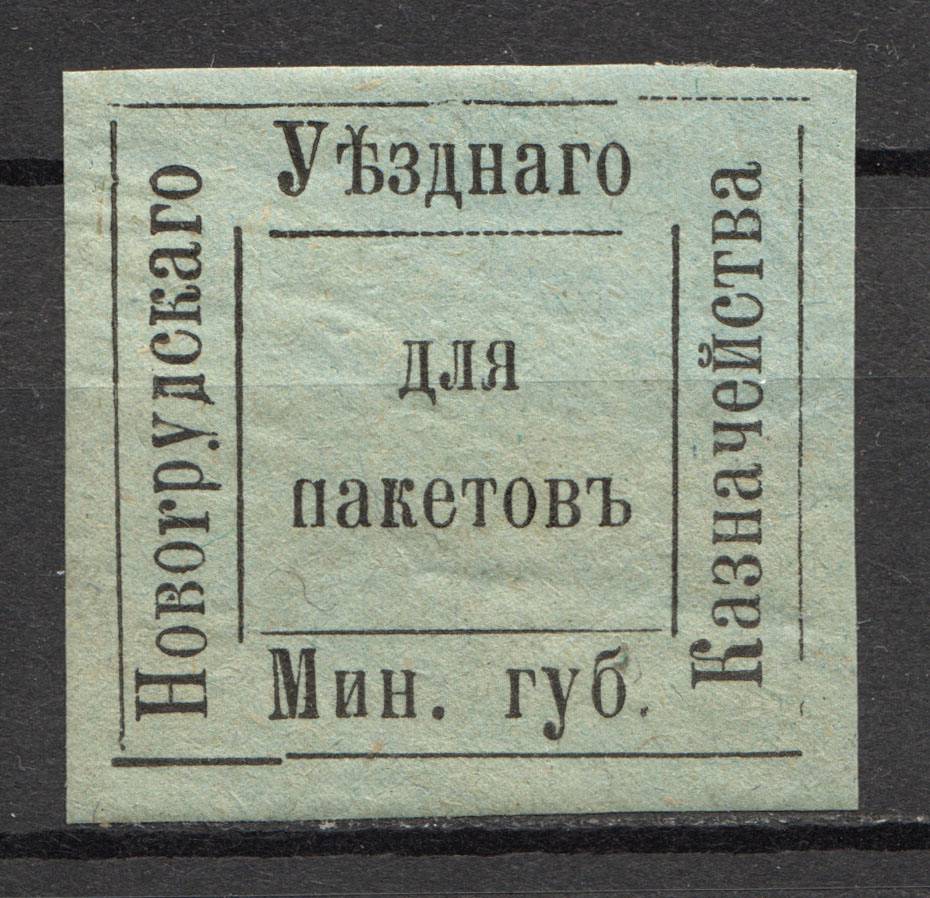 Новогрудскаго
Уѣзднаго
Казначейства
для
пакетовъ
Мин. губ.